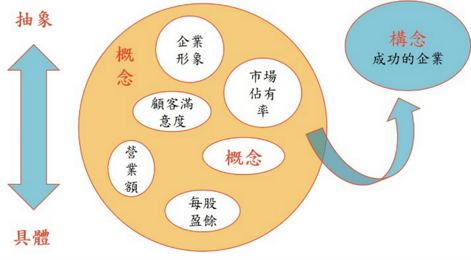 抽象
具體
概
念
企業
形象
市場
佔有
率
顧客滿
意度
概念
營
業
額
每股
盈餘
構念
成功的企業